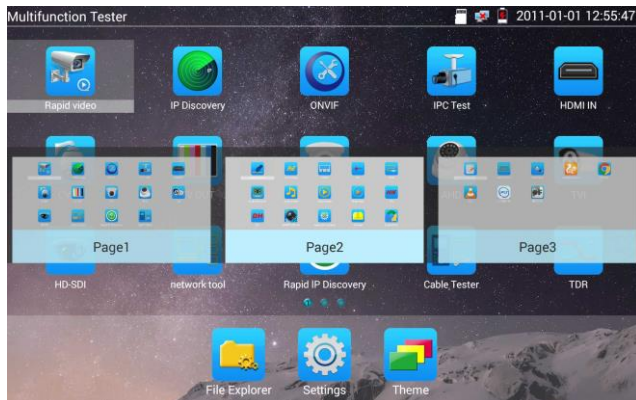 Multifunction Tester 2011-01-01 12:55:47
Rapid video IP Discovery ONVIF IPC Test HDMI IN
Page1 Page2 Page3
HD-SDI network tool Rapid IP Discovery Cable Tester TDR
File Explorer Settings Theme